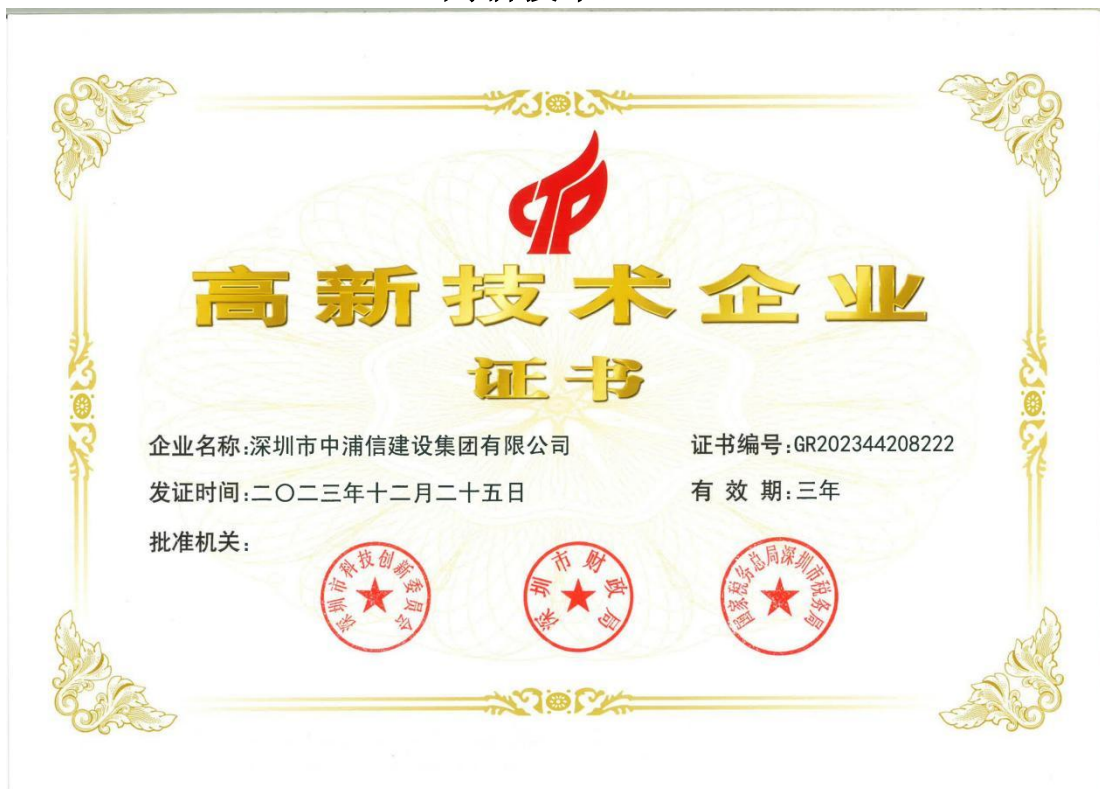 高新技术企业
证书
企业名称:深圳市中浦信建设集团有限公司
证书编号:GR202344208222
发证时间:二〇二三年十二月二十五日
有 效 期:三年
批准机关:
深圳市科技创新委员会
深圳市财政局
国家税务总局深圳市税务局